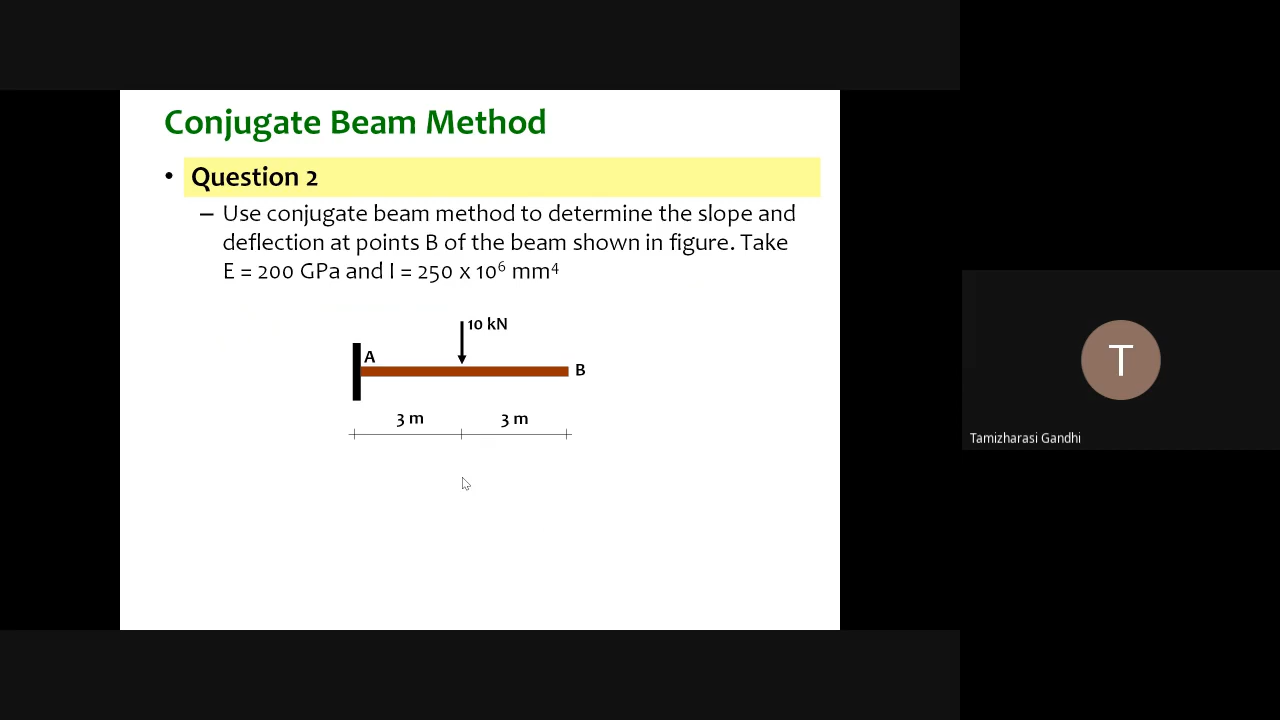 Conjugate Beam Method
• Question 2
– Use conjugate beam method to determine the slope and
deflection at points B of the beam shown in figure. Take
E = 200 GPa and I = 250 x 10⁶ mm⁴
10 kN
A
B
3 m 3 m
T
Tamizharasi Gandhi